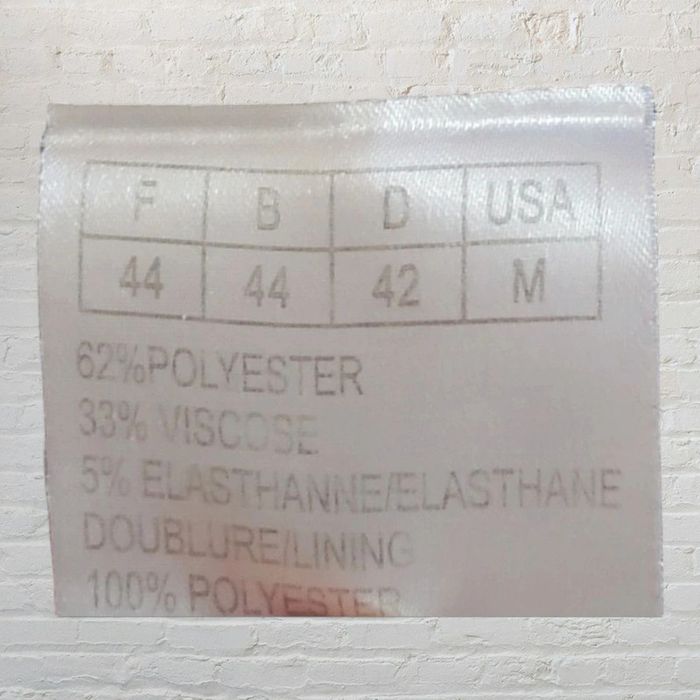 F B D USA
44 44 42 M
62%POLYESTER
33% VISCOSE
5% ELASTHANNE/ELASTHANE
DOUBLURE/LINING
100% POLYESTER